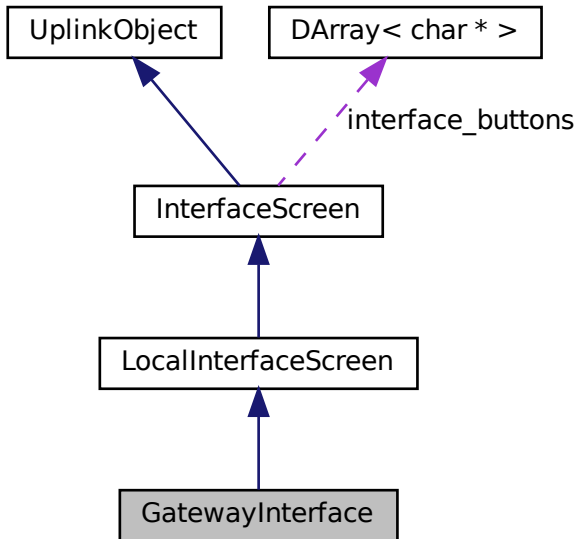 UplinkObject
DArray< char * >
interface_buttons
InterfaceScreen
LocalInterfaceScreen
GatewayInterface